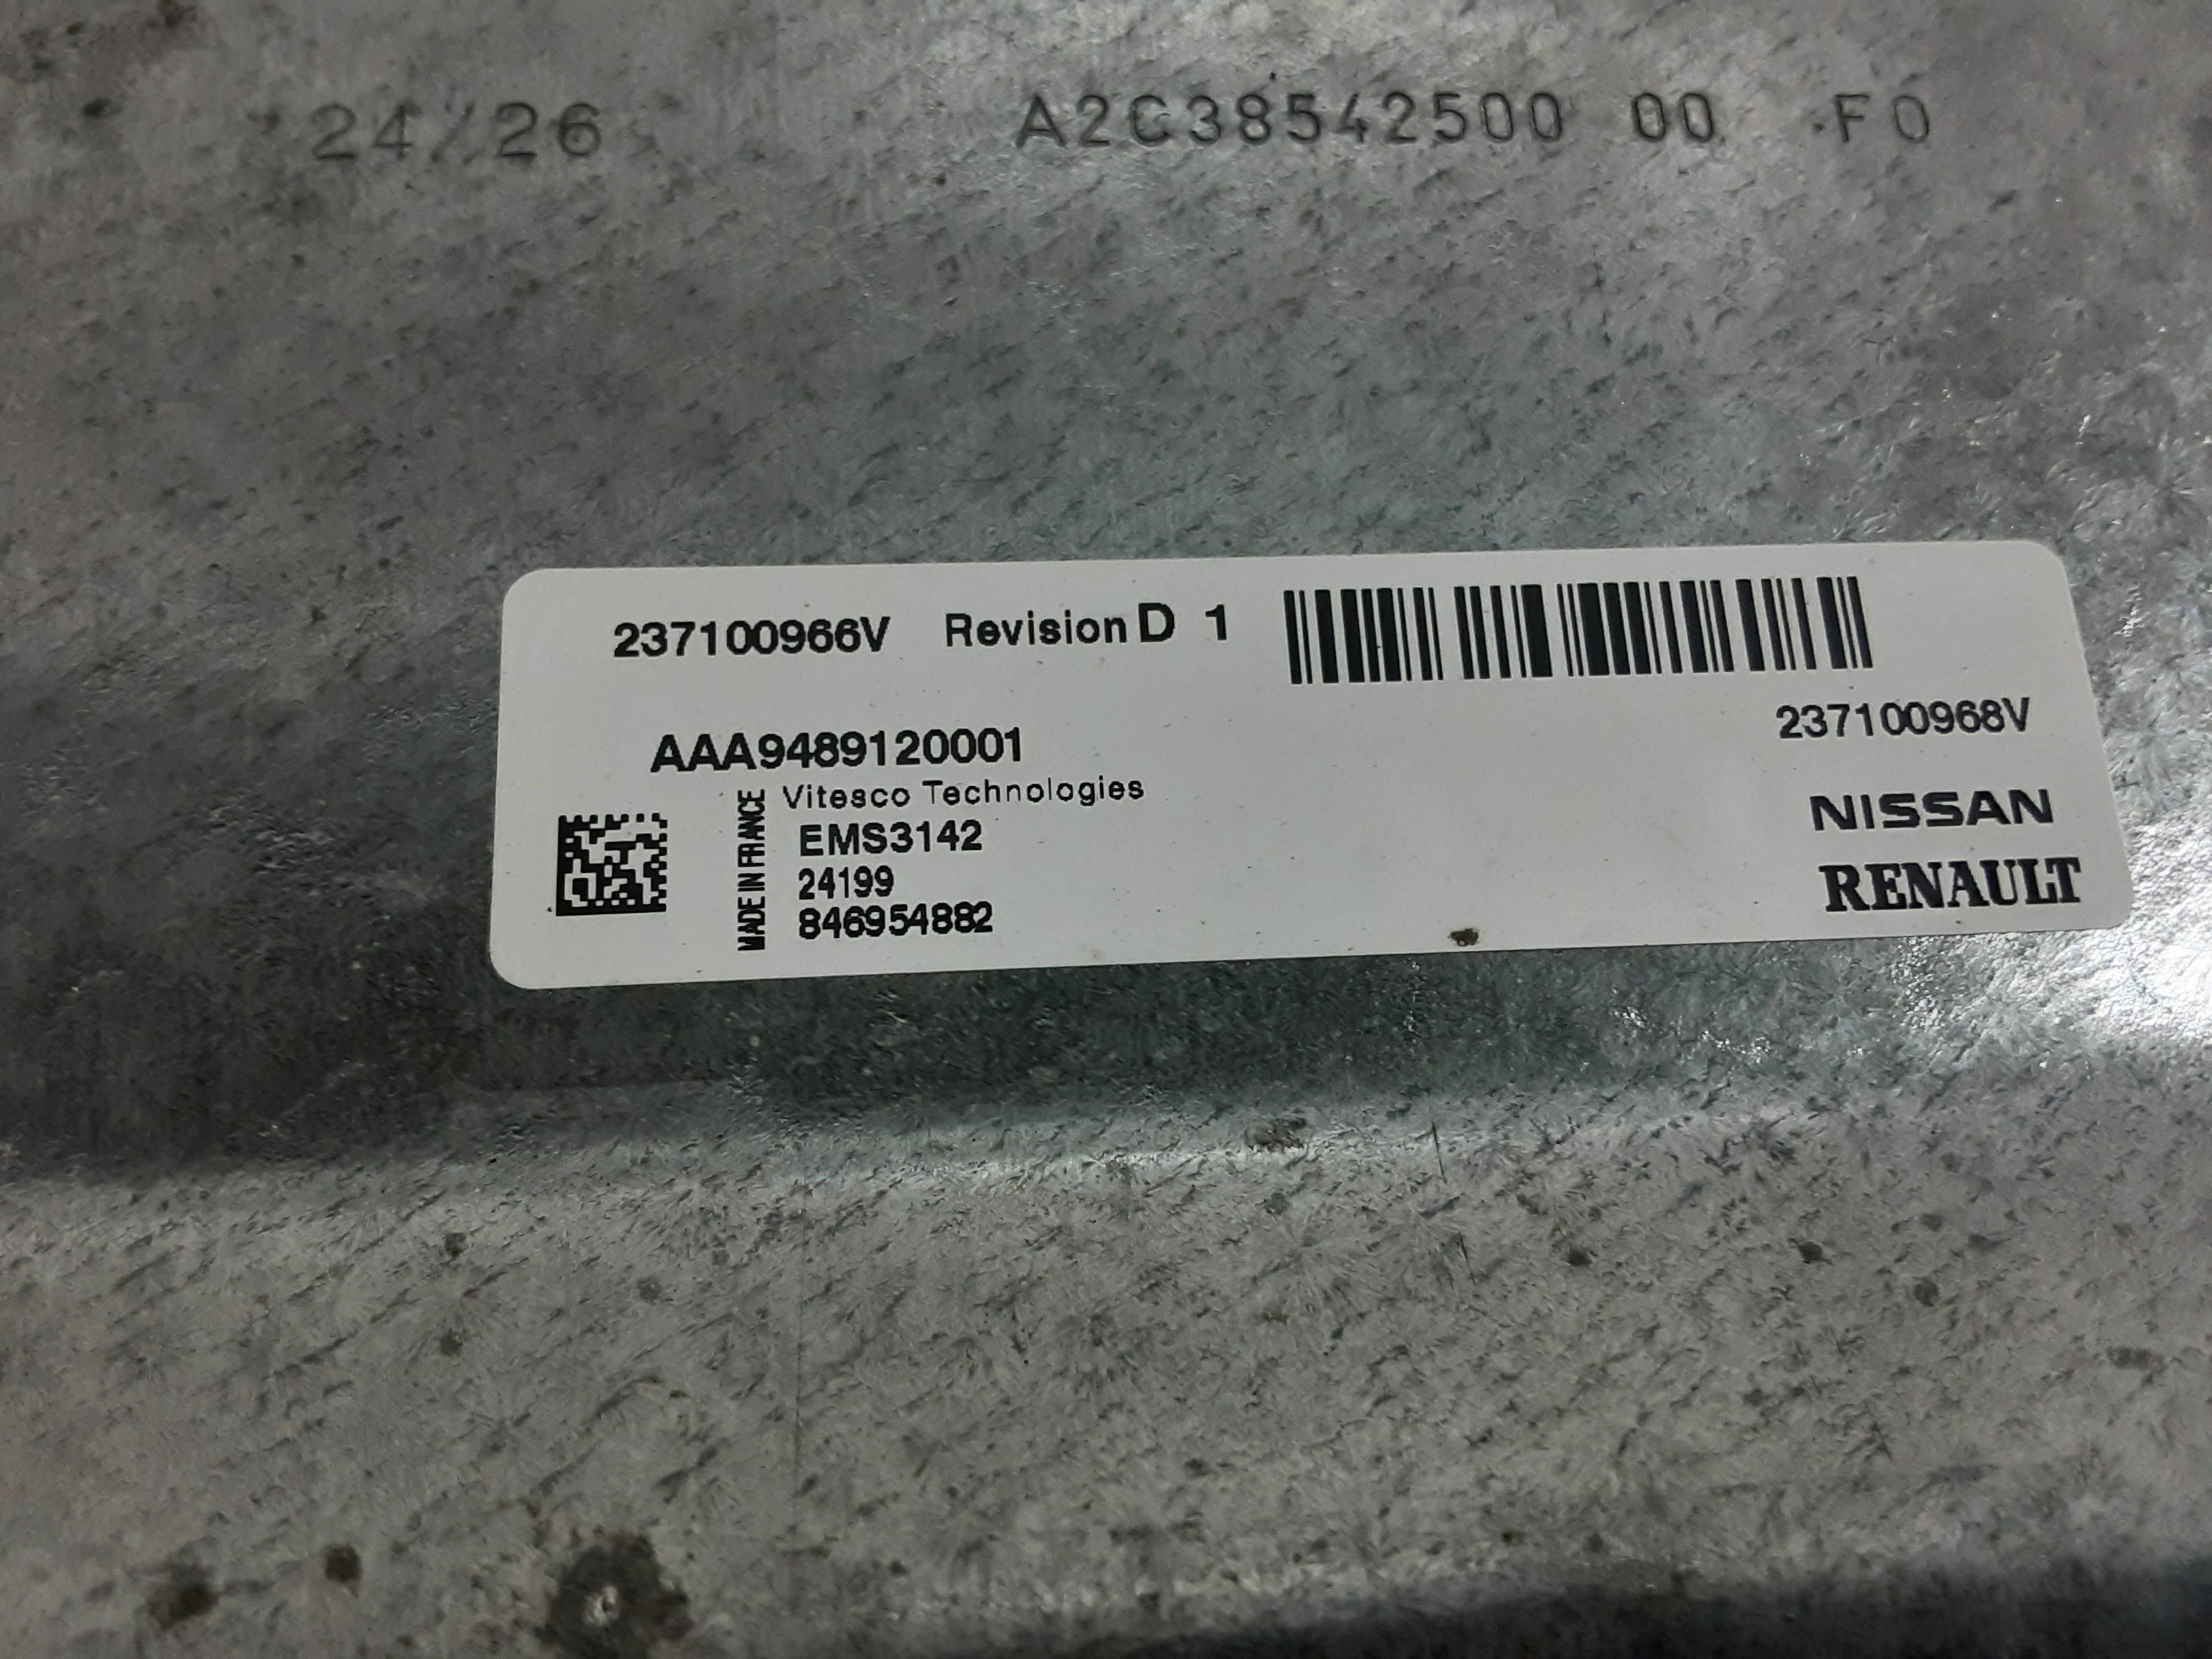 24/26 A2C38542500 00 F0
237100966V Revision D 1
237100968V
AAA9489120001
Vitesco Technologies
MADE IN FRANCE
EMS3142
24199
846954882
NISSAN
RENAULT